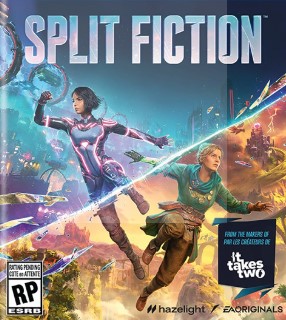 SPLIT FICTION
FROM THE MAKERS OF
PAR LES CRÉATEURS DE
it
takes
two
RATING PENDING
COTE EN ATTENTE
RP
ESRB
hazelight
EA ORIGINALS